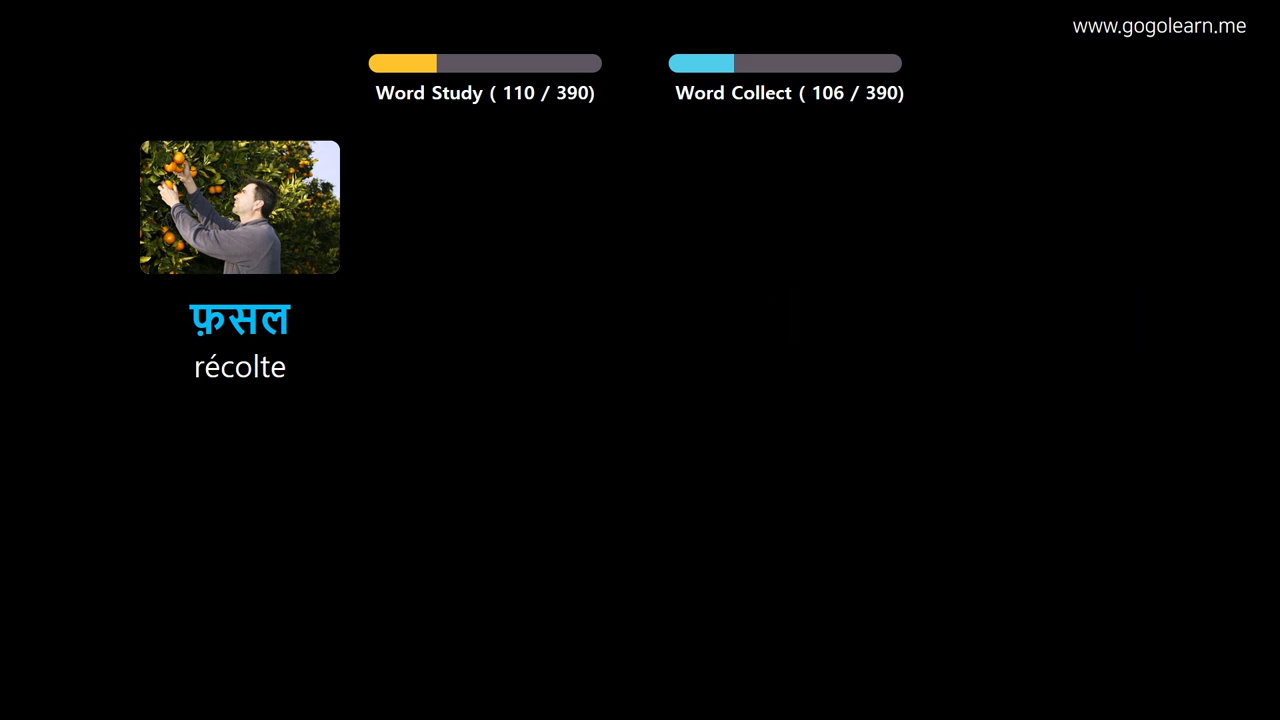 www.gogolearn.me
Word Study ( 110 / 390)
Word Collect ( 106 / 390)
फ़सल
récolte